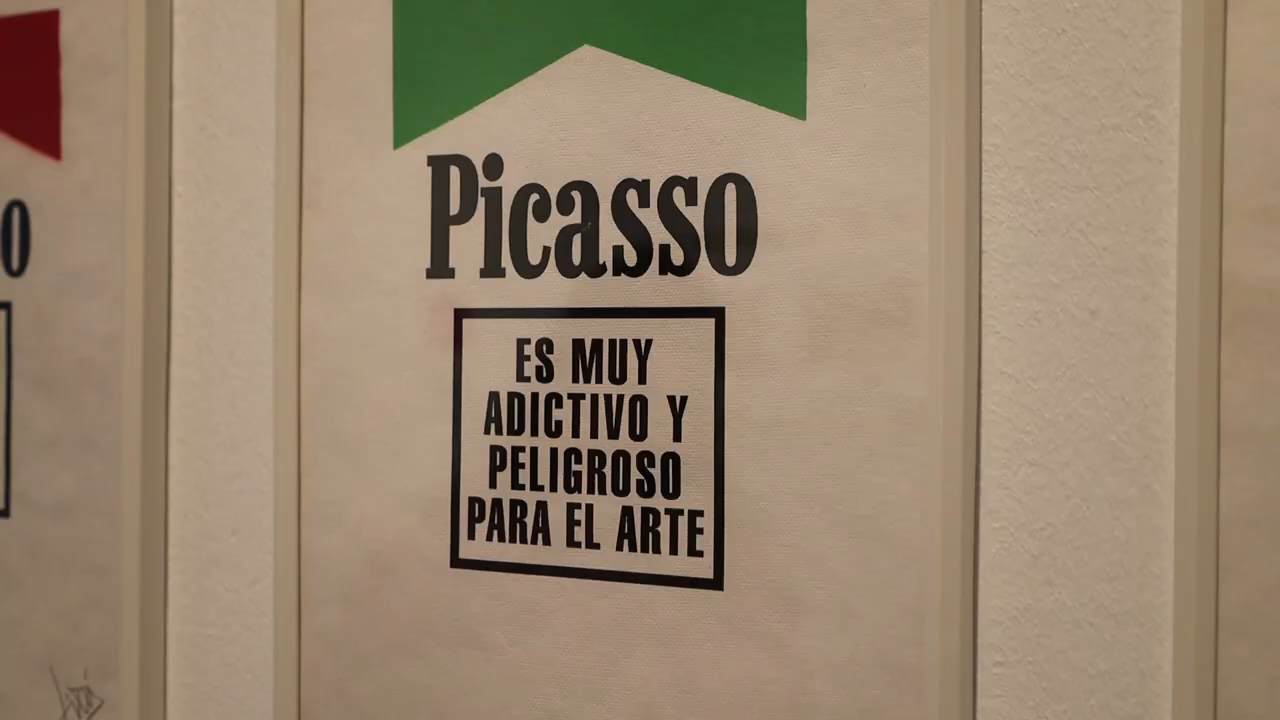 Picasso
ES MUY
ADICTIVO Y
PELIGROSO
PARA EL ARTE